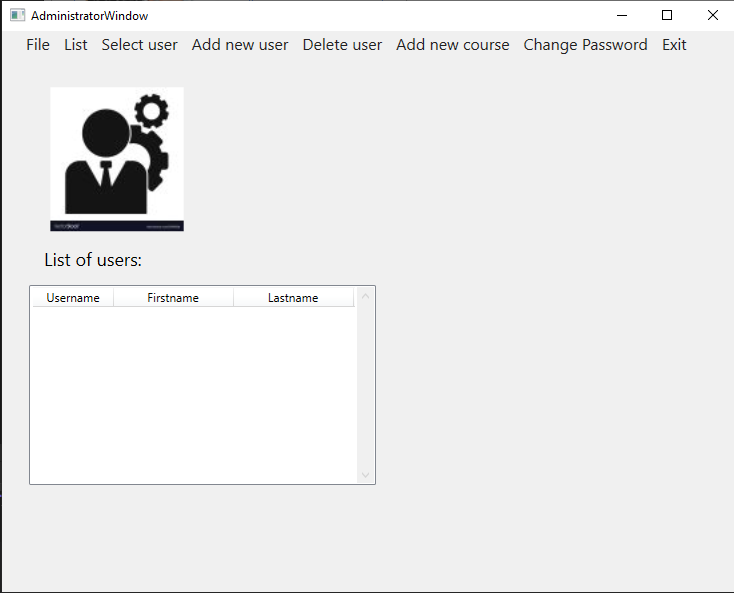 AdministratorWindow
File List Select user Add new user Delete user Add new course Change Password Exit
List of users:
Username Firstname Lastname